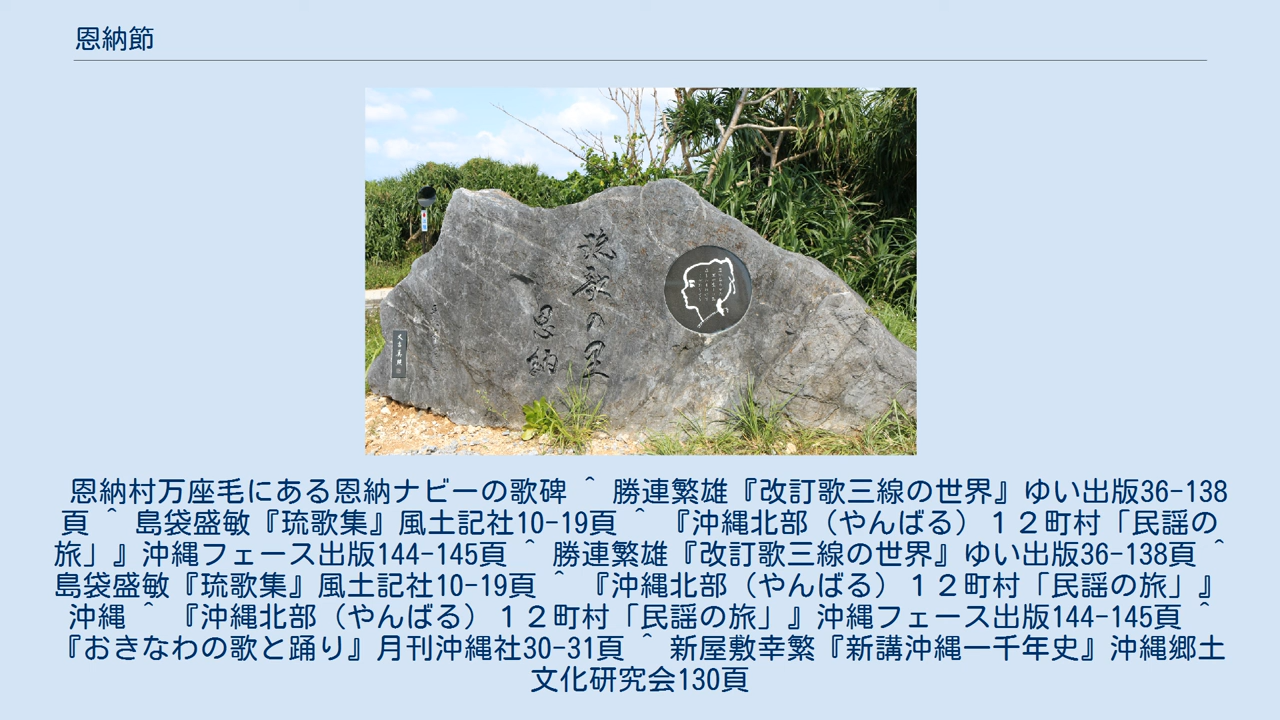 恩納節
琉歌の里
恩納
恩納村万座毛にある恩納ナビーの歌碑 ^ 勝連繁雄『改訂歌三線の世界』ゆい出版36-138
頁 ^ 島袋盛敏『琉歌集』風土記社10-19頁 ^ 『沖縄北部（やんばる）１２町村「民謡の
旅」』沖縄フェース出版144-145頁 ^ 勝連繁雄『改訂歌三線の世界』ゆい出版36-138頁 ^
島袋盛敏『琉歌集』風土記社10-19頁 ^ 『沖縄北部（やんばる）１２町村「民謡の旅」』
沖縄 ^ 『沖縄北部（やんばる）１２町村「民謡の旅」』沖縄フェース出版144-145頁 ^
『おきなわの歌と踊り』月刊沖縄社30-31頁 ^ 新屋敷幸繁『新講沖縄一千年史』沖縄郷土
文化研究会130頁